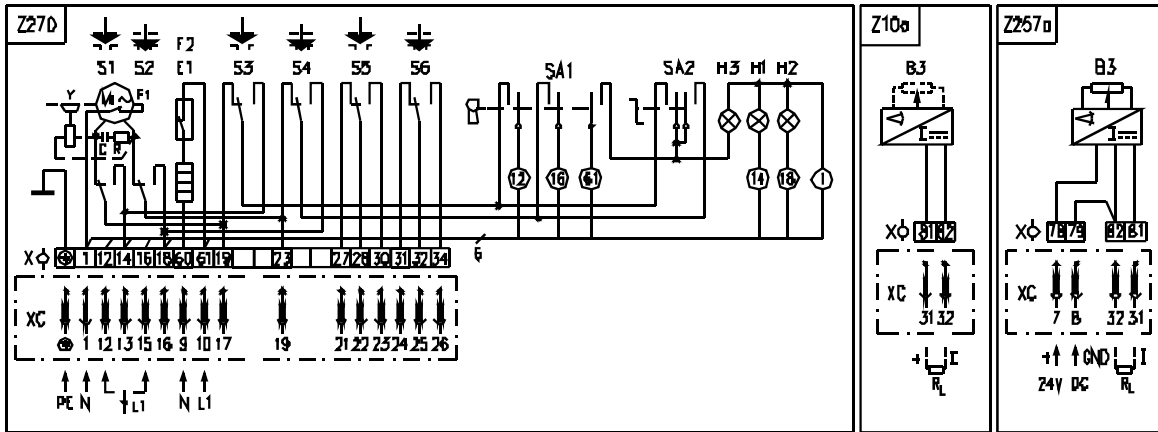 Z270 Z10a Z257a
F2
S1 S2 E1 S3 S4 S5 S6 SA1 SA2 H3 H1 H2 B3 B3
Y M ~ F1
C R I I
12 16 61 14 18 1
6
X 1 12 14 16 18 60 61 19 23 27 28 30 31 32 34 X 81 82 X 78 79 82 81
XC 1 12 13 15 16 9 10 17 19 21 22 23 24 25 26 XC 31 32 XC 7 8 32 31
+ I + GND I
PE N L1 N L1 RL 24V DC RL